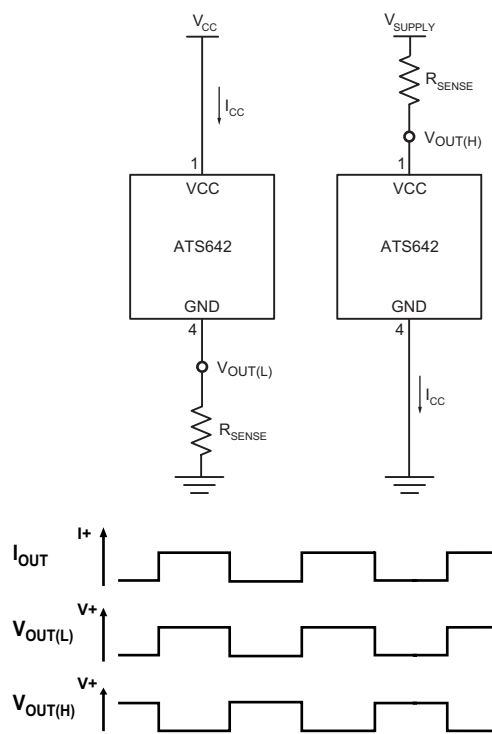 VCC VSUPPLY
RSENSE
ICC
VOUT(H)
1 1
VCC VCC
ATS642 ATS642
GND GND
4 4
VOUT(L)
ICC
RSENSE
I+
IOUT
V+
VOUT(L)
V+
VOUT(H)